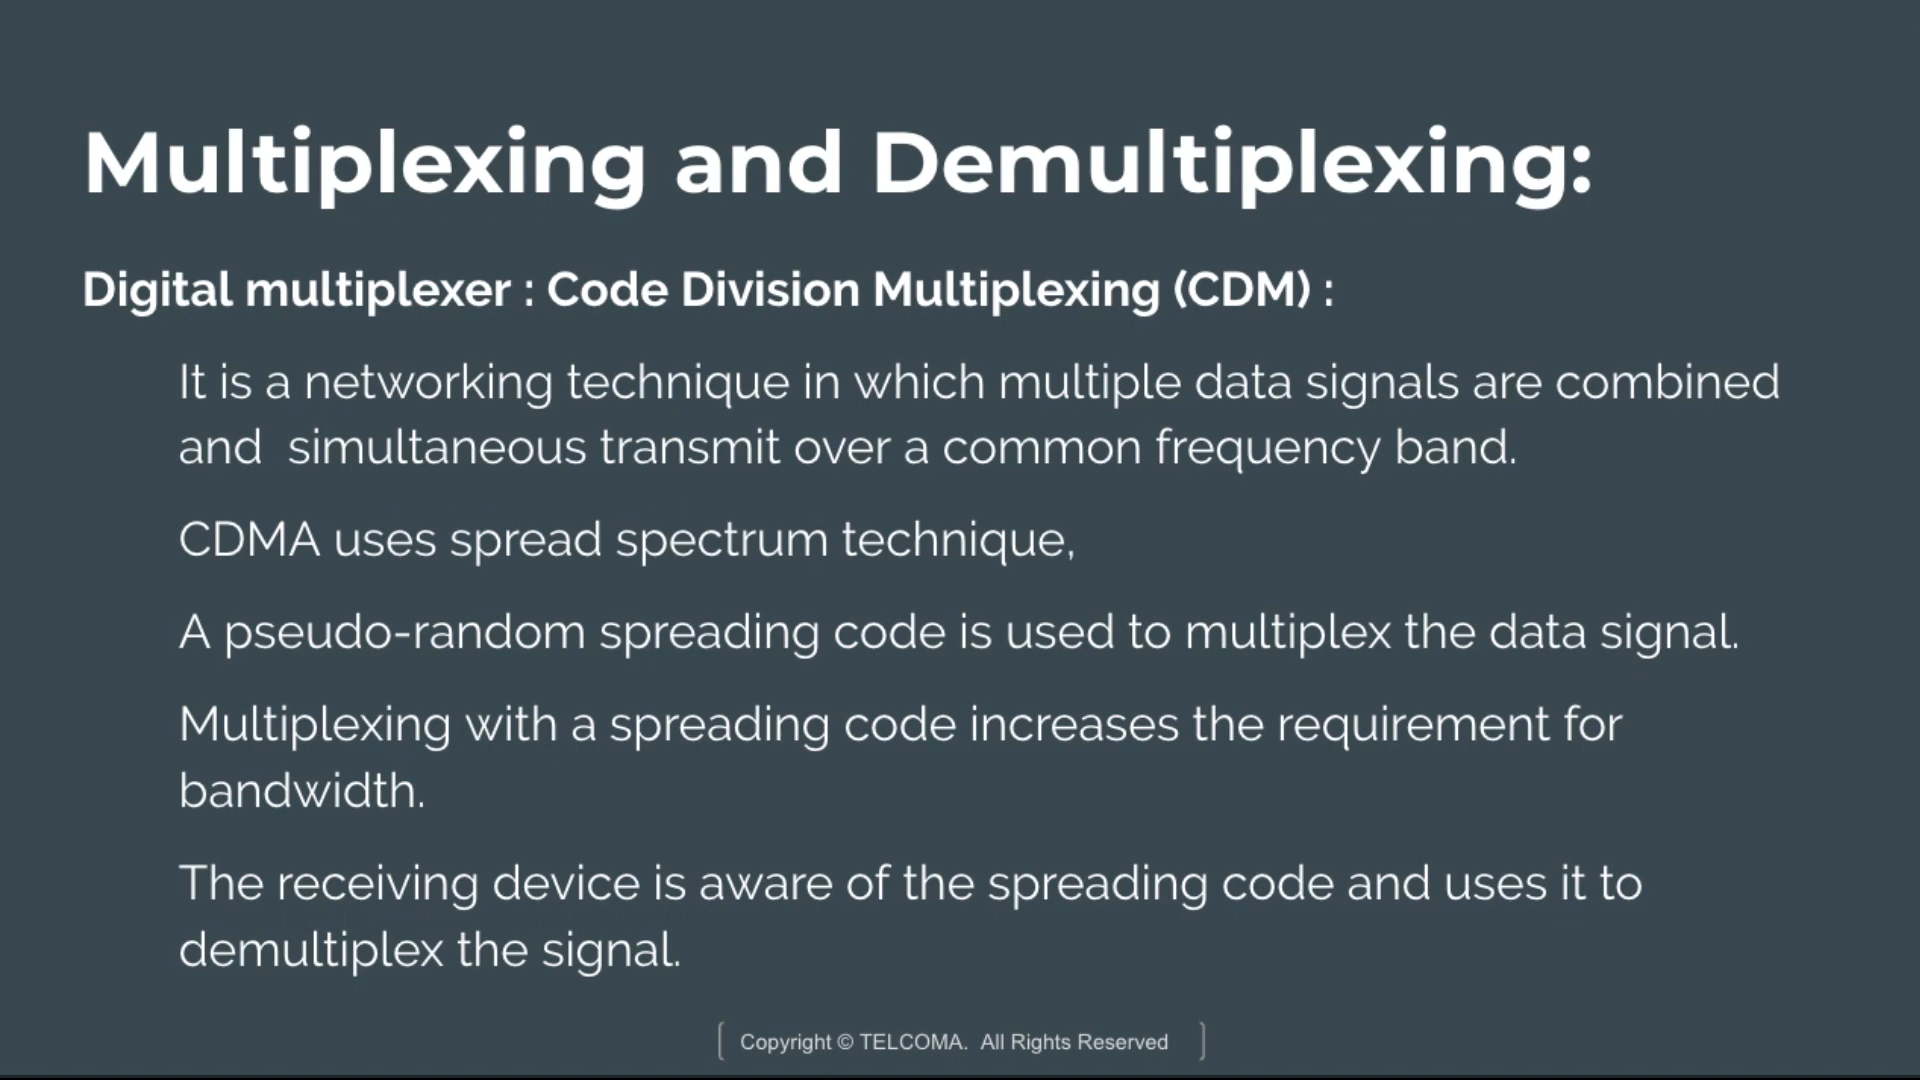 Multiplexing and Demultiplexing:
Digital multiplexer : Code Division Multiplexing (CDM) :
It is a networking technique in which multiple data signals are combined
and  simultaneous transmit over a common frequency band.
CDMA uses spread spectrum technique,
A pseudo-random spreading code is used to multiplex the data signal.
Multiplexing with a spreading code increases the requirement for
bandwidth.
The receiving device is aware of the spreading code and uses it to
demultiplex the signal.
Copyright © TELCOMA.  All Rights Reserved